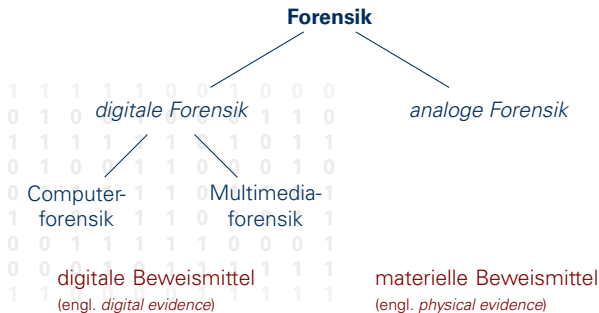 Forensik
digitale Forensik
analoge Forensik
Computer-
forensik
Multimedia-
forensik
digitale Beweismittel
(engl. digital evidence)
materielle Beweismittel
(engl. physical evidence)